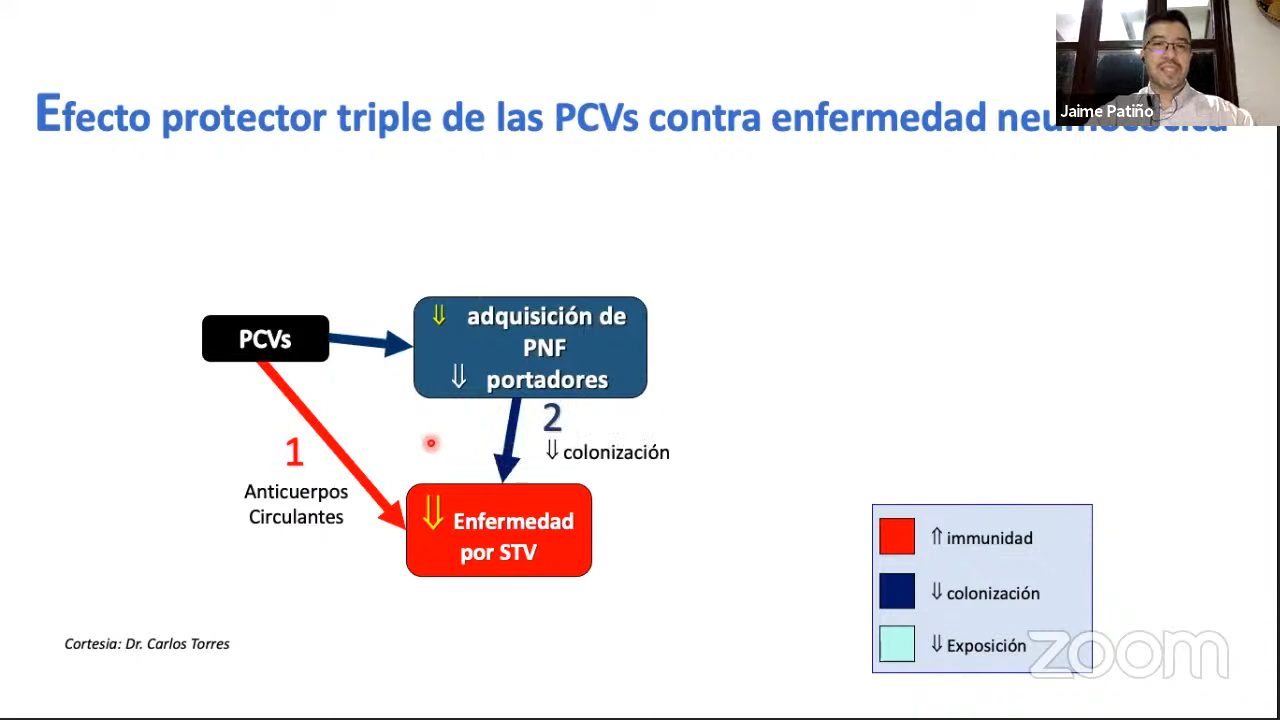 Jaime Patiño
Efecto protector triple de las PCVs contra enfermedad neumocócica
PCVs
⇓ adquisición de
PNF
⇓ portadores
2
⇓ colonización
1
Anticuerpos
Circulantes
⇓ Enfermedad
por STV
⇑ immunidad
⇓ colonización
⇓ Exposición
Cortesia: Dr. Carlos Torres
zoom